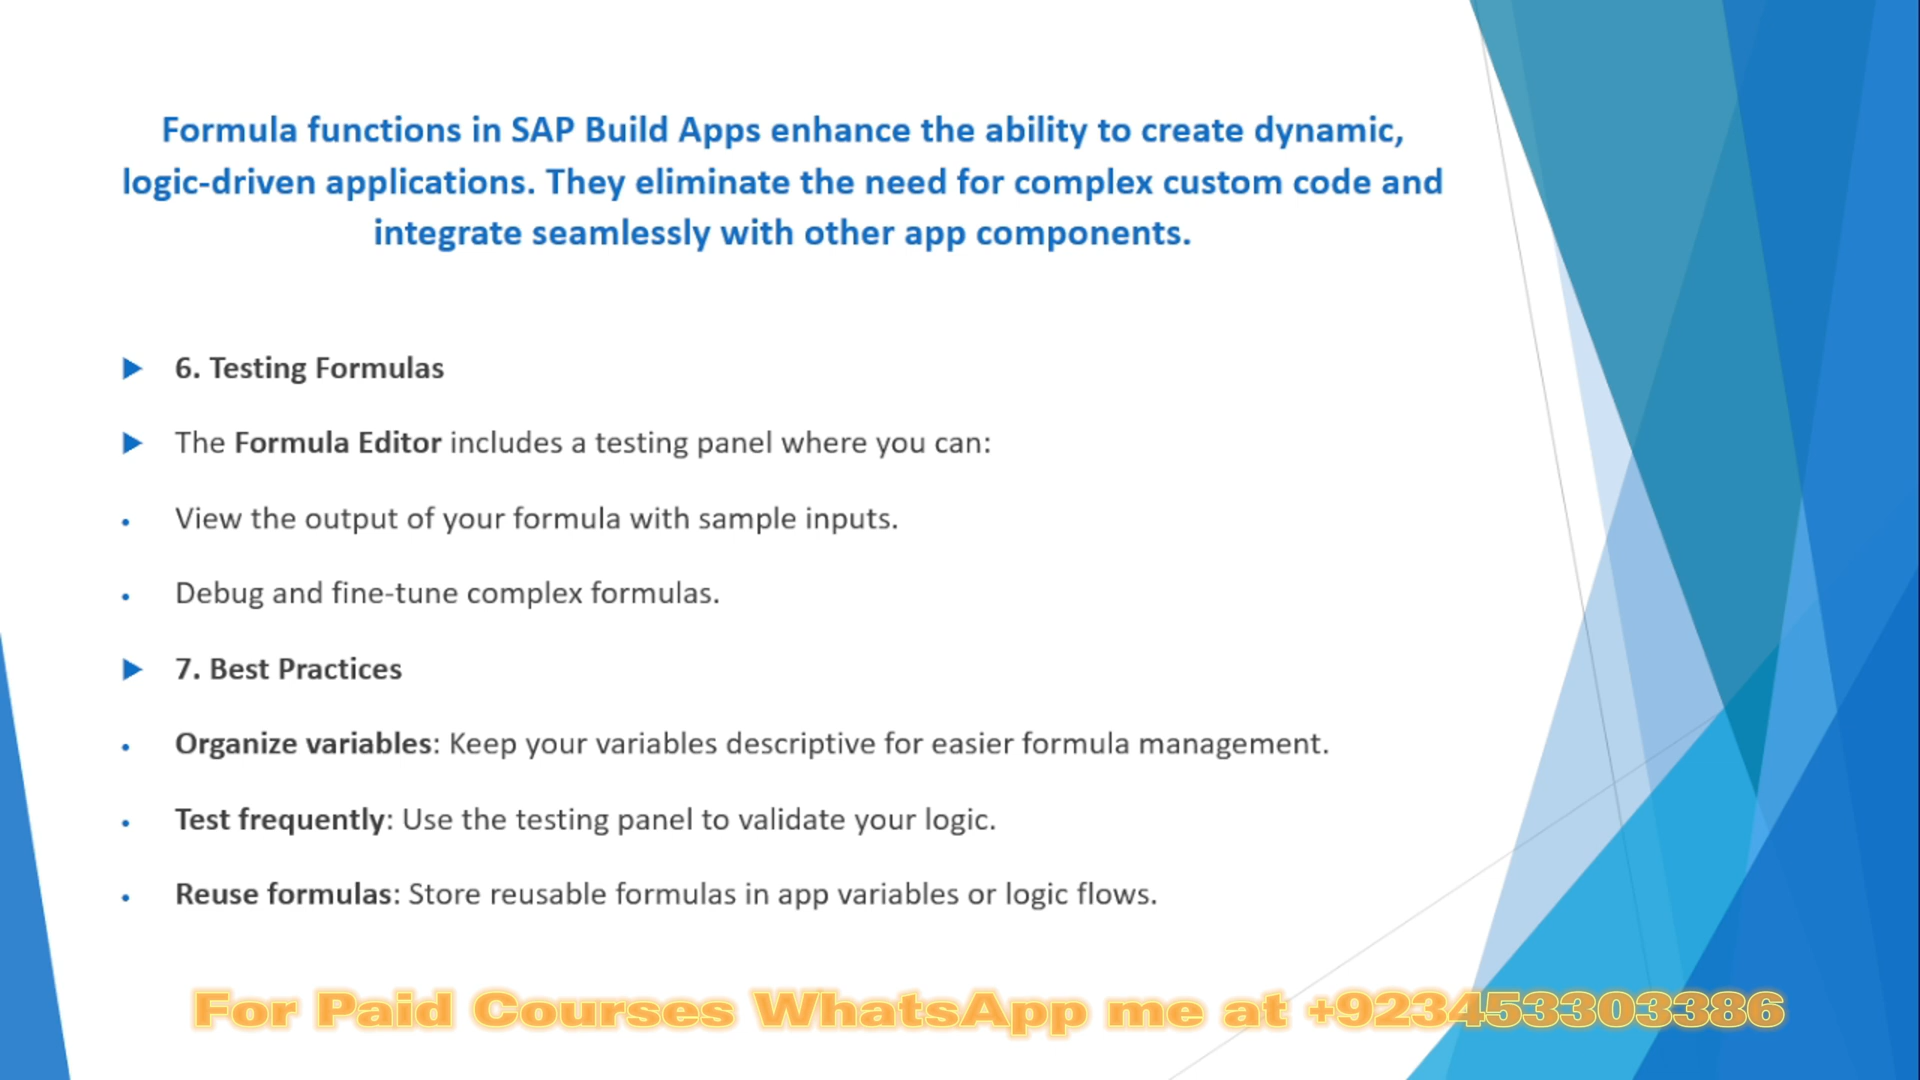 Formula functions in SAP Build Apps enhance the ability to create dynamic,
logic-driven applications. They eliminate the need for complex custom code and
integrate seamlessly with other app components.
6. Testing Formulas
The Formula Editor includes a testing panel where you can:
View the output of your formula with sample inputs.
Debug and fine-tune complex formulas.
7. Best Practices
Organize variables: Keep your variables descriptive for easier formula management.
Test frequently: Use the testing panel to validate your logic.
Reuse formulas: Store reusable formulas in app variables or logic flows.
For Paid Courses WhatsApp me at +923453303386